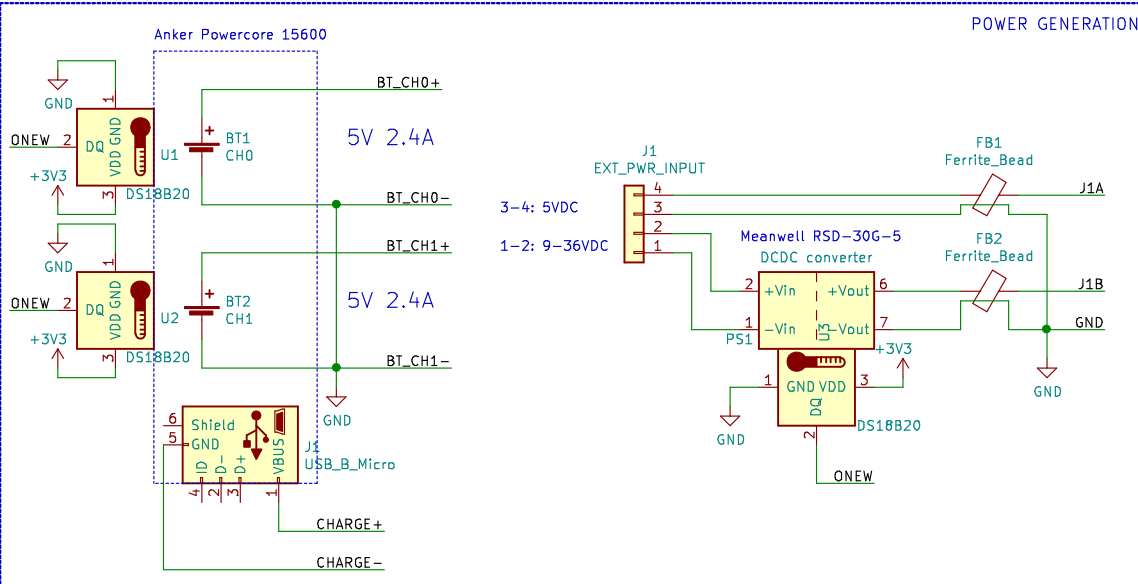 POWER GENERATION
Anker Powercore 15600
BT_CH0+
GND
1
ONEW
2
DQ
GND
VDD
U1
3
DS18B20
+3V3
+
BT1
CH0
5V 2.4A
BT_CH0-
BT_CH1+
GND
1
ONEW
2
DQ
GND
VDD
U2
3
DS18B20
+3V3
+
BT2
CH1
5V 2.4A
BT_CH1-
GND
6
Shield
5
GND
ID
D-
D+
VBUS
4
2
3
1
J1
USB_B_Micro
CHARGE+
CHARGE-
J1
EXT_PWR_INPUT
4
3
2
1
3-4: 5VDC
1-2: 9-36VDC
FB1
Ferrite_Bead
J1A
Meanwell RSD-30G-5
DCDC converter
FB2
Ferrite_Bead
2
+Vin
+Vout
6
J1B
1
-Vin
-Vout
7
GND
PS1
U3
+3V3
GND
1
GND
VDD
3
DQ
GND
DS18B20
2
ONEW